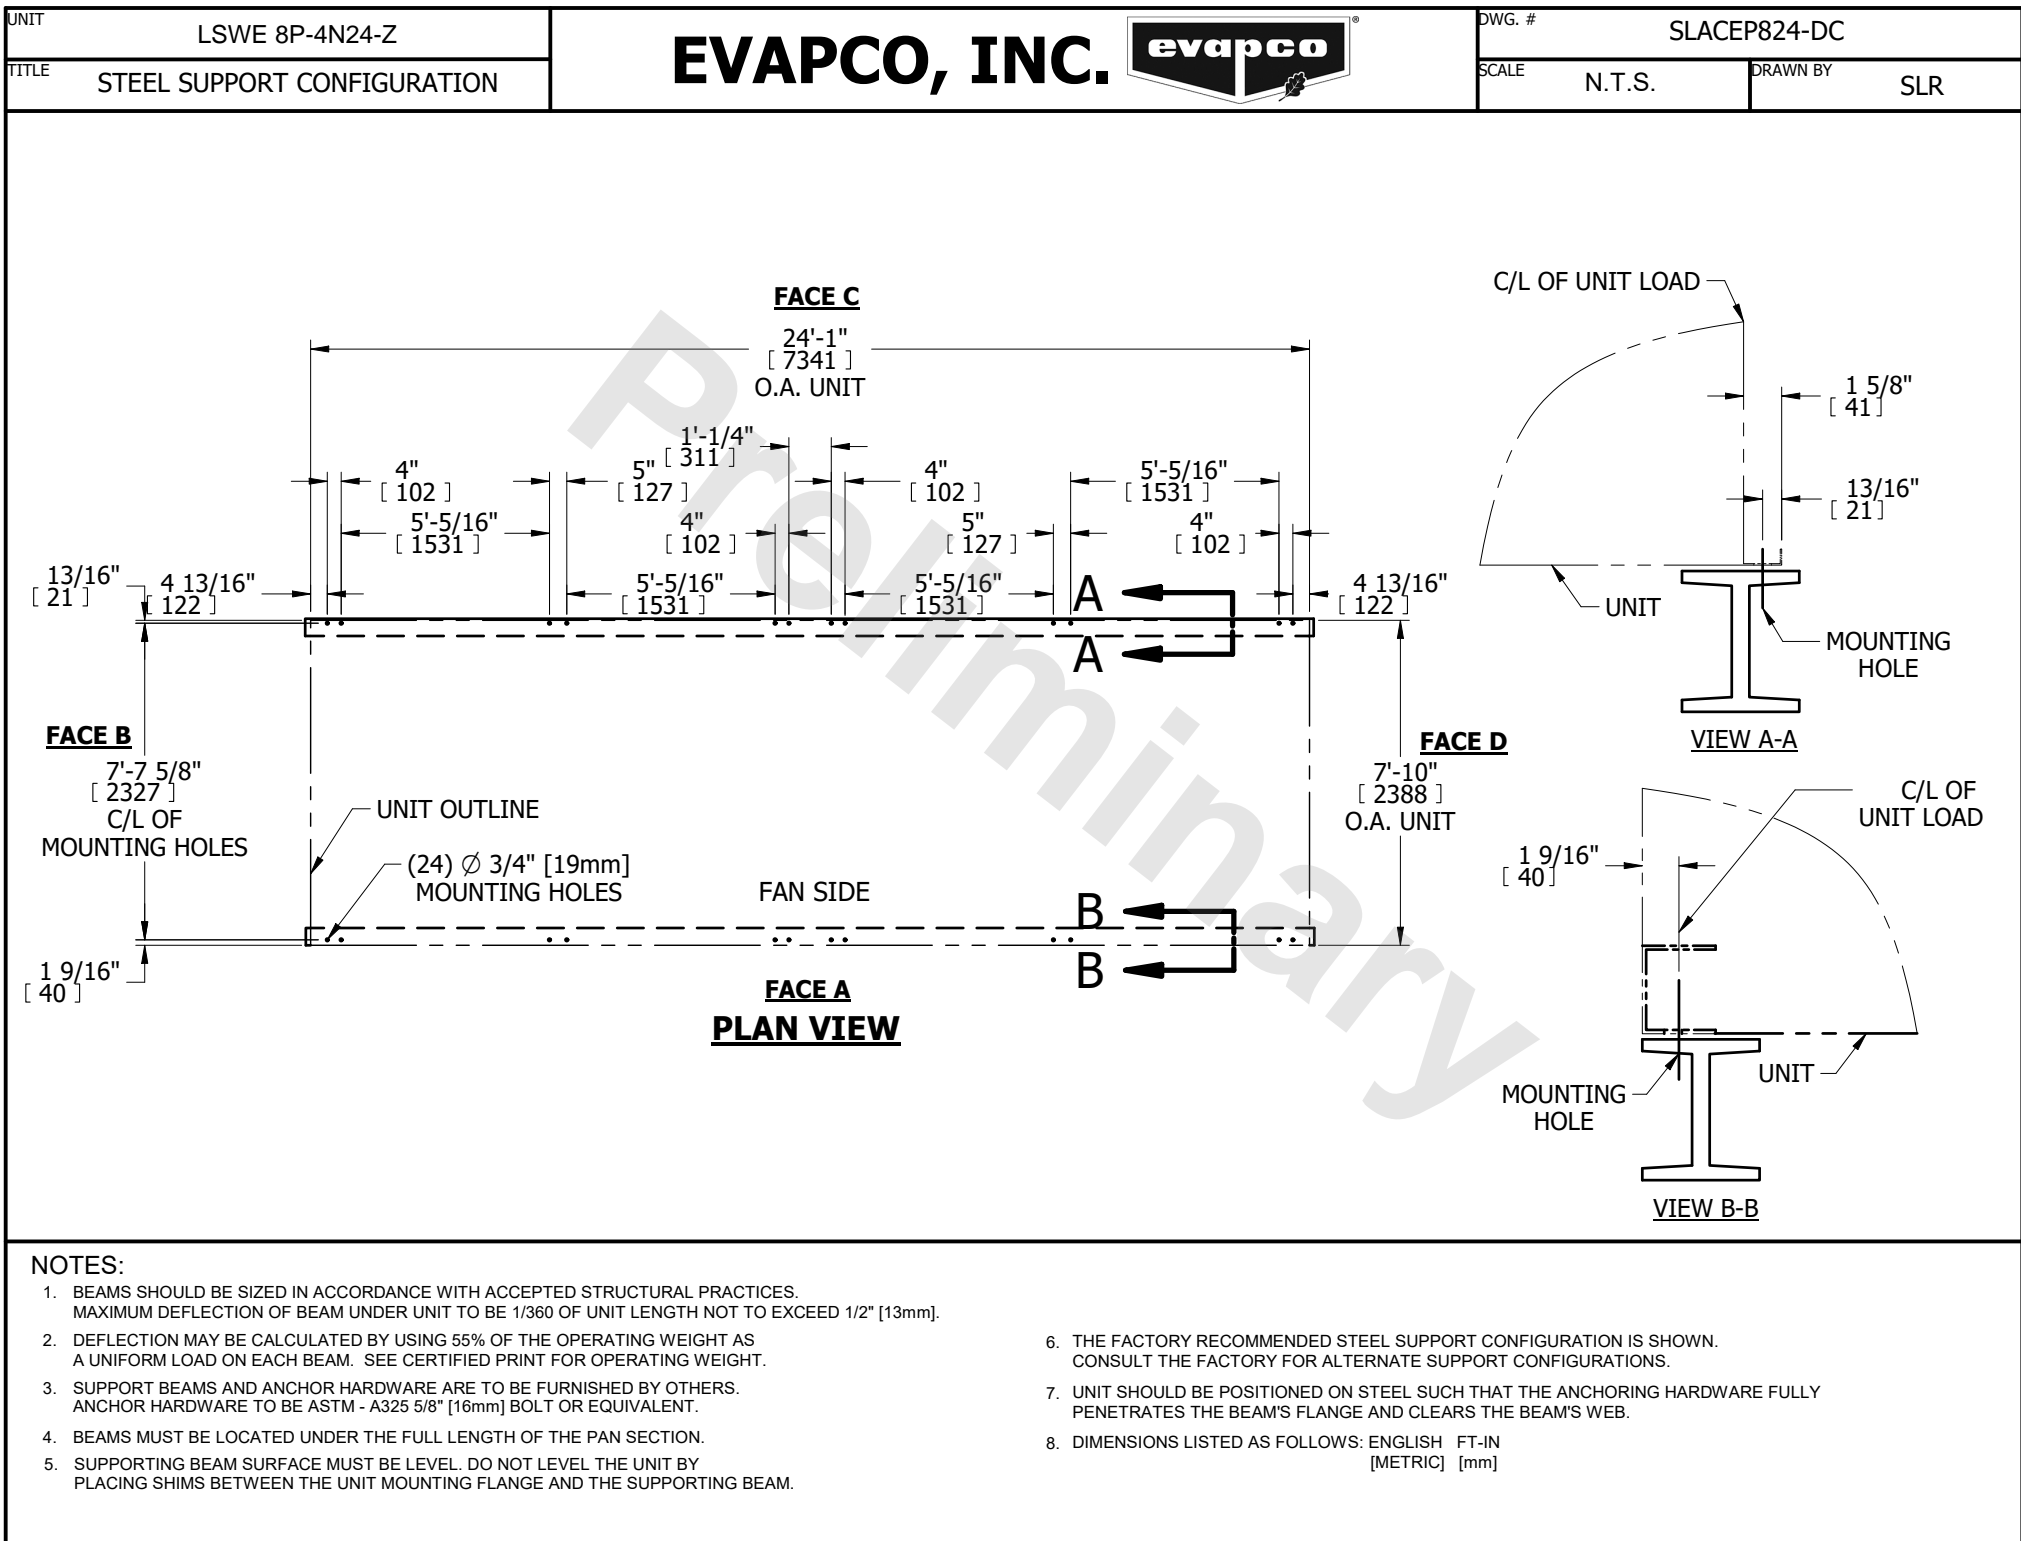 UNIT
LSWE 8P-4N24-Z
TITLE
STEEL SUPPORT CONFIGURATION
EVAPCO, INC.
evapco
®
DWG. #
SLACEP824-DC
SCALE
N.T.S.
DRAWN BY
SLR
Preliminary
FACE C
24'-1"
[ 7341 ]
O.A. UNIT
1'-1/4"
[ 311 ]
4"
[ 102 ]
5"
[ 127 ]
4"
[ 102 ]
5'-5/16"
[ 1531 ]
5'-5/16"
[ 1531 ]
4"
[ 102 ]
5"
[ 127 ]
4"
[ 102 ]
13/16"
[ 21 ]
4 13/16"
[ 122 ]
5'-5/16"
[ 1531 ]
5'-5/16"
[ 1531 ]
4 13/16"
[ 122 ]
A
A
FACE B
7'-7 5/8"
[ 2327 ]
C/L OF
MOUNTING HOLES
UNIT OUTLINE
(24) Ø 3/4" [19mm]
MOUNTING HOLES
FAN SIDE
FACE D
7'-10"
[ 2388 ]
O.A. UNIT
B
B
1 9/16"
[ 40 ]
FACE A
PLAN VIEW
C/L OF UNIT LOAD
1 5/8"
[ 41 ]
13/16"
[ 21 ]
UNIT
MOUNTING
HOLE
VIEW A-A
C/L OF
UNIT LOAD
1 9/16"
[ 40 ]
UNIT
MOUNTING
HOLE
VIEW B-B
NOTES:
1. BEAMS SHOULD BE SIZED IN ACCORDANCE WITH ACCEPTED STRUCTURAL PRACTICES.
MAXIMUM DEFLECTION OF BEAM UNDER UNIT TO BE 1/360 OF UNIT LENGTH NOT TO EXCEED 1/2" [13mm].
2. DEFLECTION MAY BE CALCULATED BY USING 55% OF THE OPERATING WEIGHT AS
A UNIFORM LOAD ON EACH BEAM. SEE CERTIFIED PRINT FOR OPERATING WEIGHT.
3. SUPPORT BEAMS AND ANCHOR HARDWARE ARE TO BE FURNISHED BY OTHERS.
ANCHOR HARDWARE TO BE ASTM - A325 5/8" [16mm] BOLT OR EQUIVALENT.
4. BEAMS MUST BE LOCATED UNDER THE FULL LENGTH OF THE PAN SECTION.
5. SUPPORTING BEAM SURFACE MUST BE LEVEL. DO NOT LEVEL THE UNIT BY
PLACING SHIMS BETWEEN THE UNIT MOUNTING FLANGE AND THE SUPPORTING BEAM.
6. THE FACTORY RECOMMENDED STEEL SUPPORT CONFIGURATION IS SHOWN.
CONSULT THE FACTORY FOR ALTERNATE SUPPORT CONFIGURATIONS.
7. UNIT SHOULD BE POSITIONED ON STEEL SUCH THAT THE ANCHORING HARDWARE FULLY
PENETRATES THE BEAM'S FLANGE AND CLEARS THE BEAM'S WEB.
8. DIMENSIONS LISTED AS FOLLOWS: ENGLISH FT-IN
[METRIC] [mm]